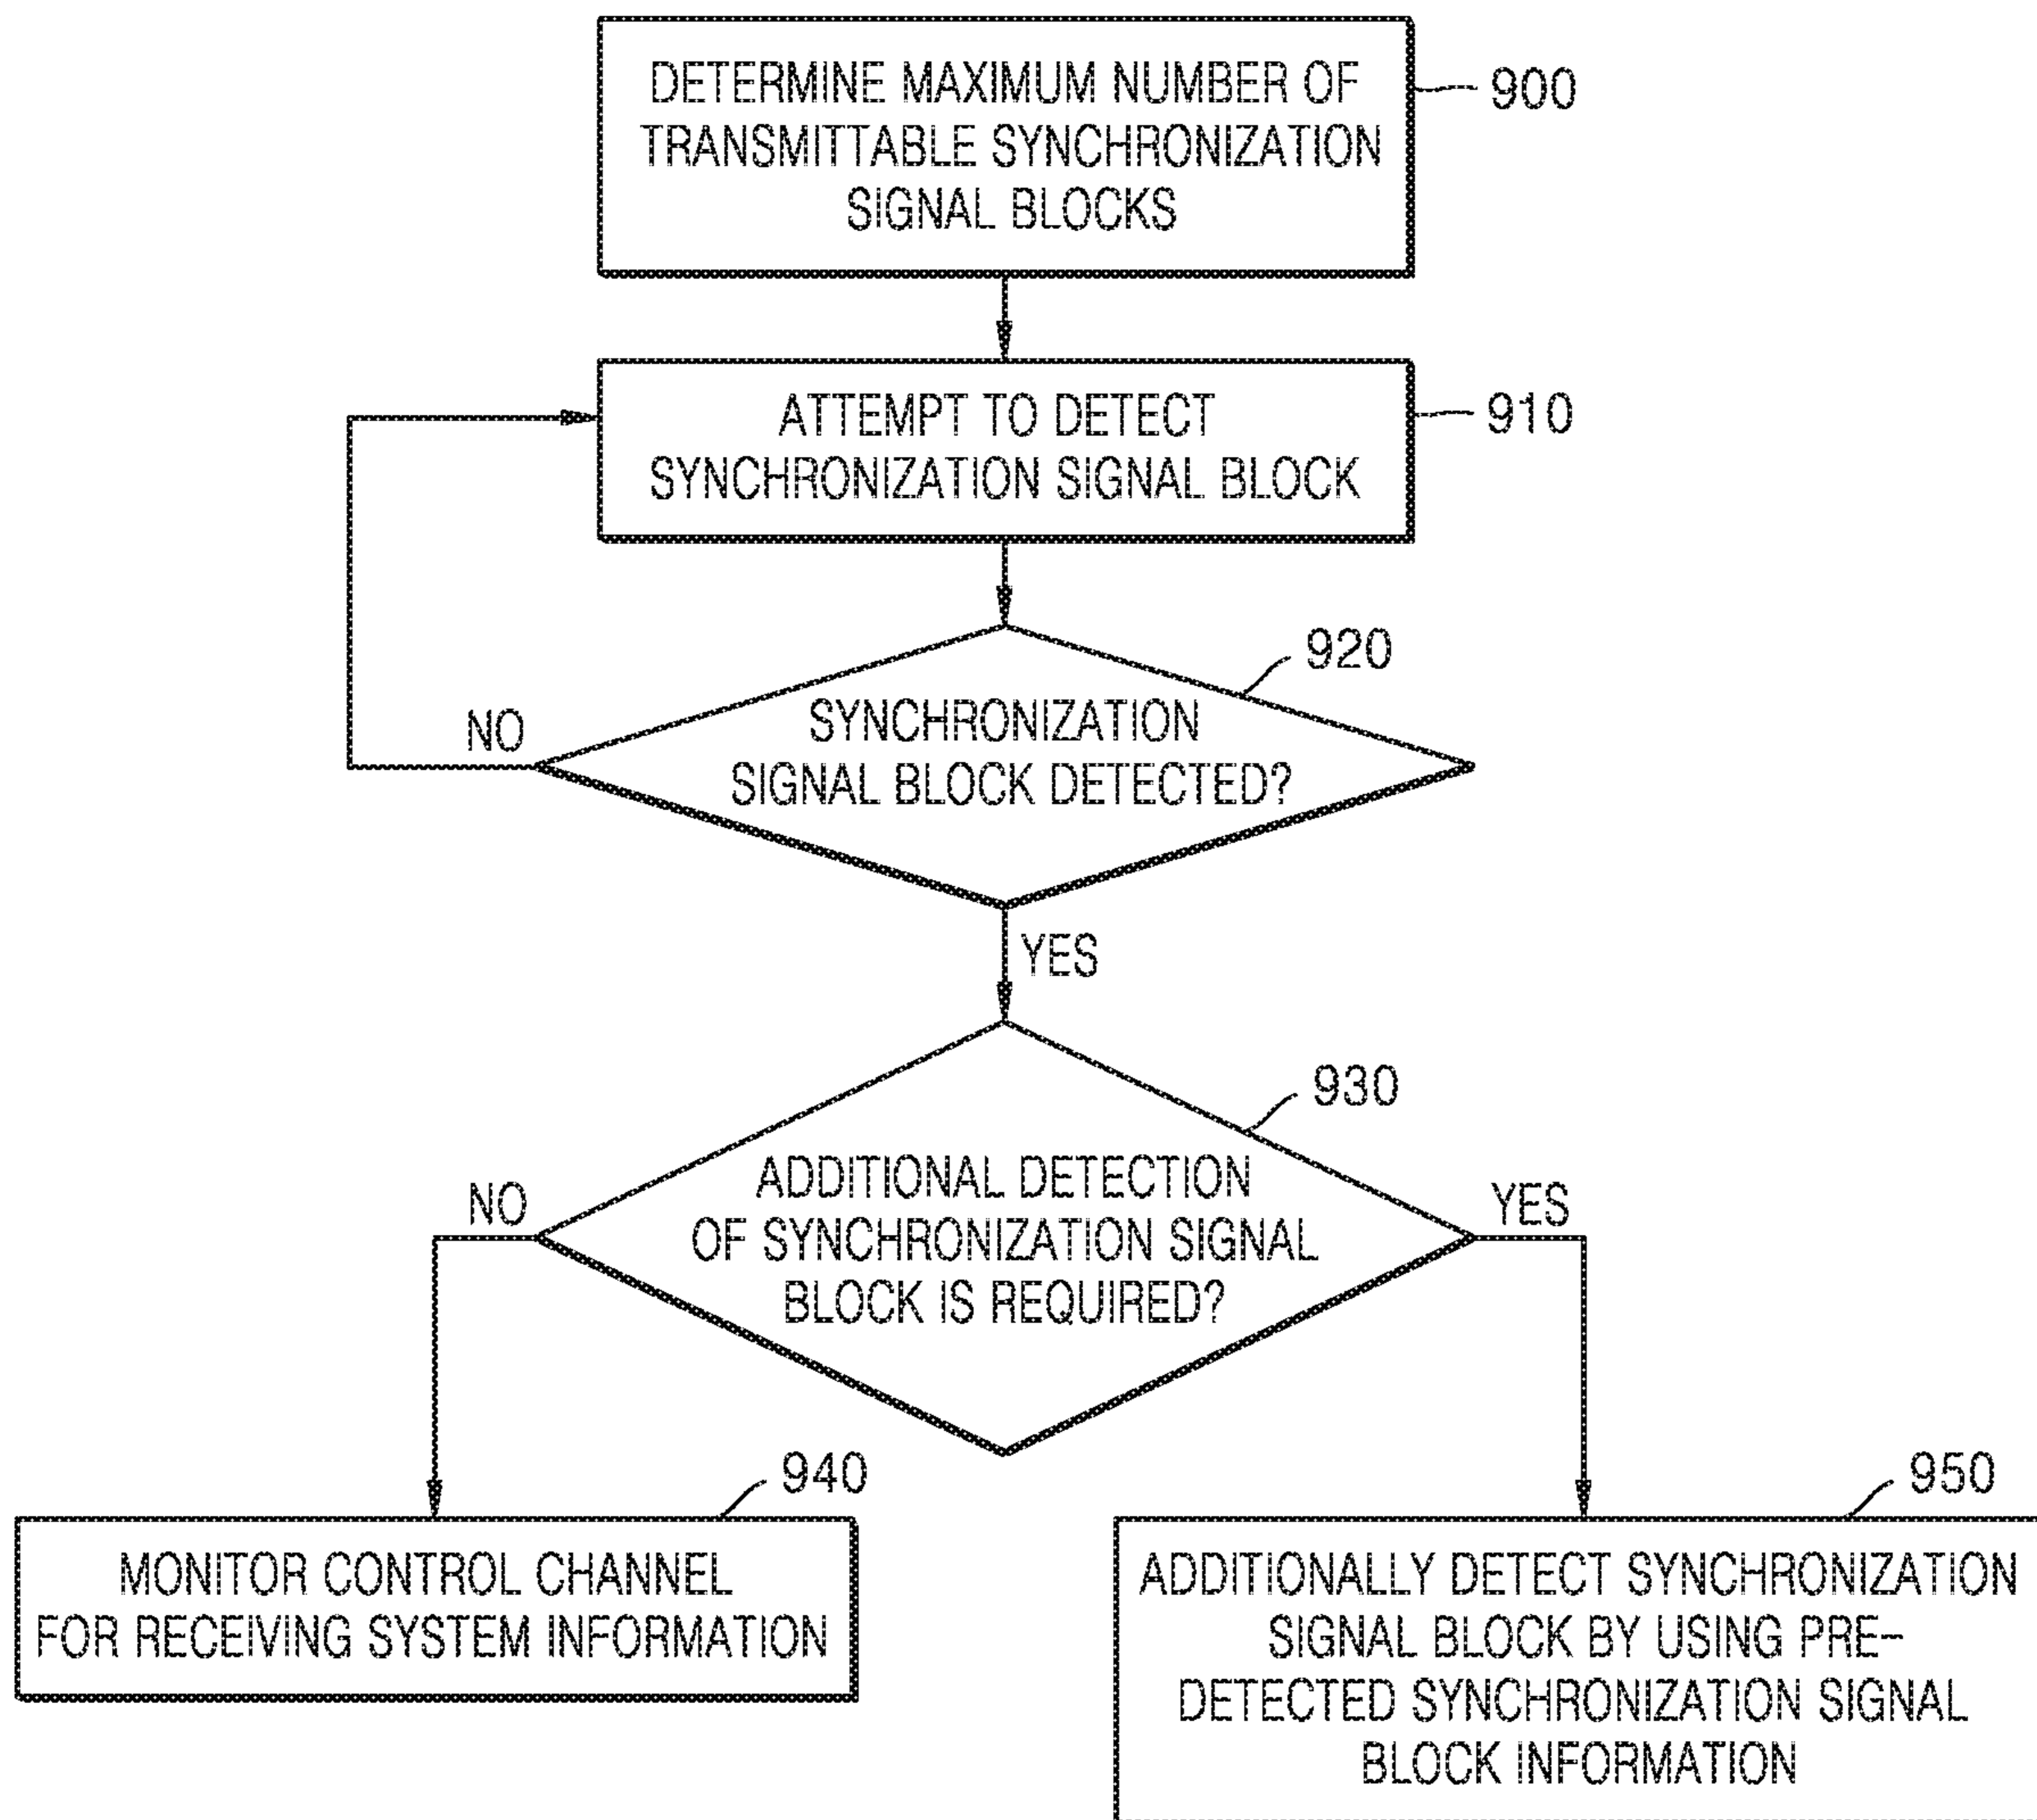 DETERMINE MAXIMUM NUMBER OF
TRANSMITTABLE SYNCHRONIZATION
SIGNAL BLOCKS
900
ATTEMPT TO DETECT
SYNCHRONIZATION SIGNAL BLOCK
910
920
SYNCHRONIZATION
SIGNAL BLOCK DETECTED?
NO
YES
930
ADDITIONAL DETECTION
OF SYNCHRONIZATION SIGNAL
BLOCK IS REQUIRED?
NO
YES
940
MONITOR CONTROL CHANNEL
FOR RECEIVING SYSTEM INFORMATION
950
ADDITIONALLY DETECT SYNCHRONIZATION
SIGNAL BLOCK BY USING PRE-
DETECTED SYNCHRONIZATION SIGNAL
BLOCK INFORMATION